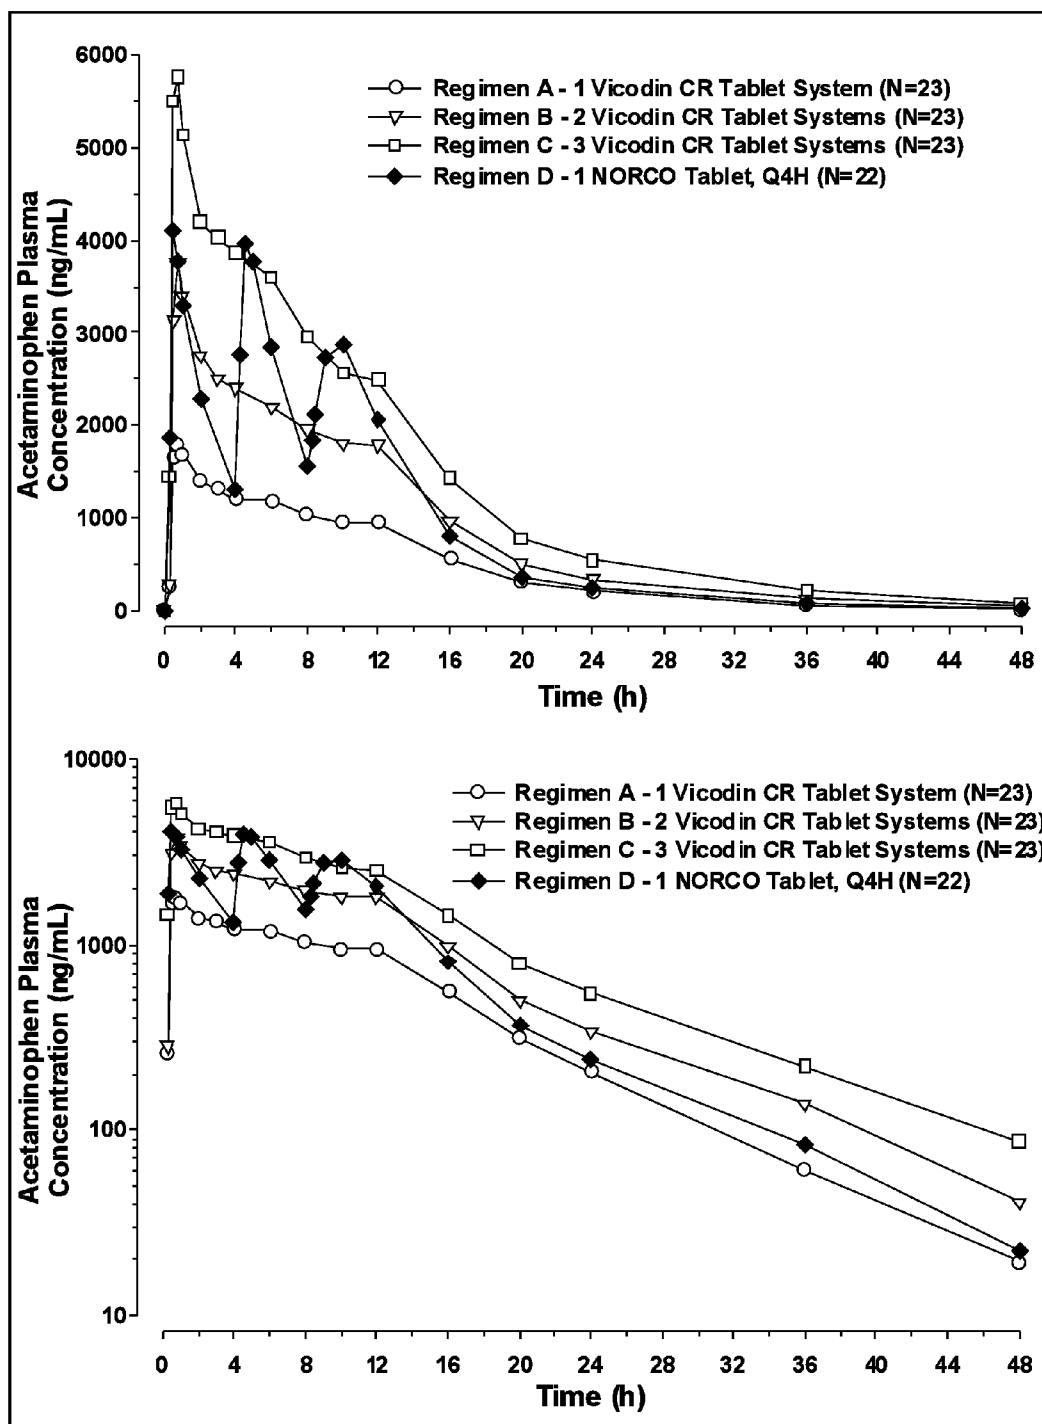 6000
5000
4000
3000
2000
1000
0
Acetaminophen Plasma
Concentration (ng/mL)
Regimen A - 1 Vicodin CR Tablet System (N=23)
Regimen B - 2 Vicodin CR Tablet Systems (N=23)
Regimen C - 3 Vicodin CR Tablet Systems (N=23)
Regimen D - 1 NORCO Tablet, Q4H (N=22)
0 4 8 12 16 20 24 28 32 36 40 44 48
Time (h)
10000
1000
100
10
Acetaminophen Plasma
Concentration (ng/mL)
Regimen A - 1 Vicodin CR Tablet System (N=23)
Regimen B - 2 Vicodin CR Tablet Systems (N=23)
Regimen C - 3 Vicodin CR Tablet Systems (N=23)
Regimen D - 1 NORCO Tablet, Q4H (N=22)
0 4 8 12 16 20 24 28 32 36 40 44 48
Time (h)